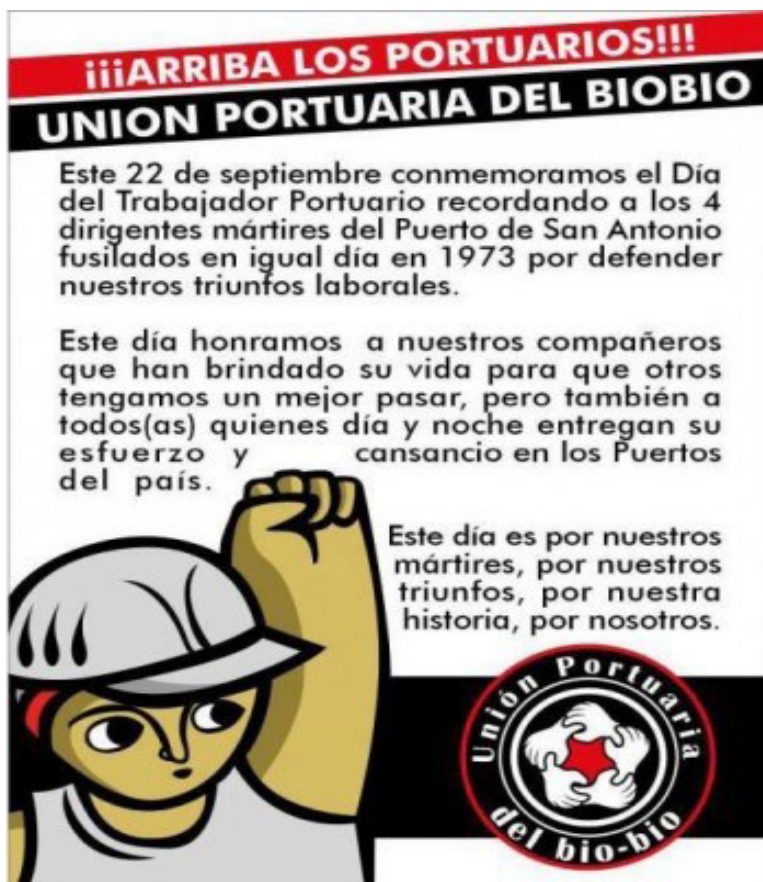 ¡¡¡ARRIBA LOS PORTUARIOS!!!
UNION PORTUARIA DEL BIOBIO
Este 22 de septiembre conmemoramos el Día
del Trabajador Portuario recordando a los 4
dirigentes mártires del Puerto de San Antonio
fusilados en igual día en 1973 por defender
nuestros triunfos laborales.
Este día honramos a nuestros compañeros
que han brindado su vida para que otros
tengamos un mejor pasar, pero también a
todos(as) quienes día y noche entregan su
esfuerzo y cansancio en los Puertos
del país.
Este día es por nuestros
mártires, por nuestros
triunfos, por nuestra
historia, por nosotros.
Unión Portuaria
del bio-bio